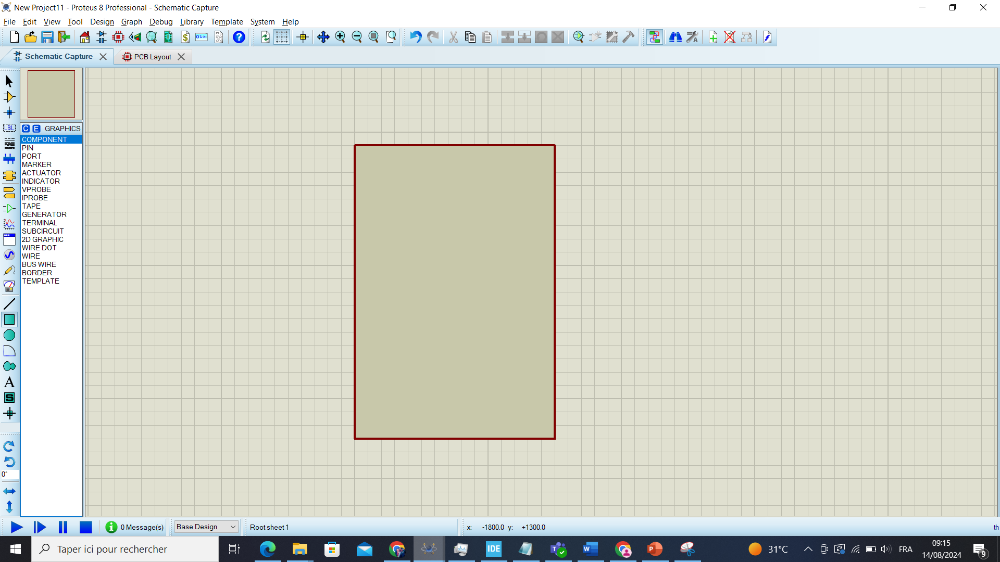 New Project11 - Proteus 8 Professional - Schematic Capture
File Edit View Tool Design Graph Debug Library Template System Help
$ 0101 ?
Schematic Capture PCB Layout
LBL
C E GRAPHICS
COMPONENT
PIN
PORT
MARKER
ACTUATOR
INDICATOR
VPROBE
IPROBE
TAPE
GENERATOR
TERMINAL
SUBCIRCUIT
2D GRAPHIC
WIRE DOT
WIRE
BUS WIRE
BORDER
TEMPLATE
A
S
0°
0 Message(s) Base Design Root sheet 1 x: -1800.0 y: +1300.0 th
Taper ici pour rechercher IDE T W P 31°C FRA 09:15
14/08/2024 9